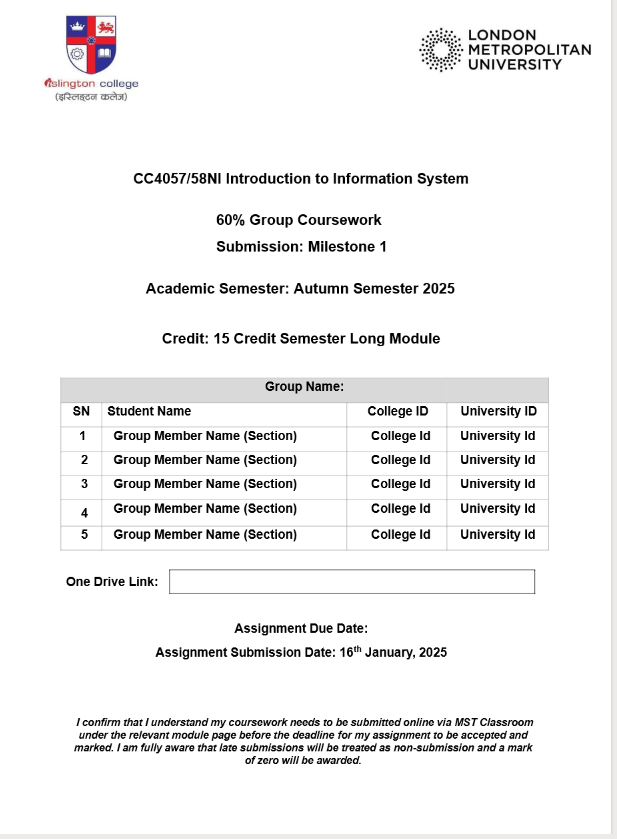 islington college
(इस्लिङ्टन कलेज)
LONDON
METROPOLITAN
UNIVERSITY
CC4057/58NI Introduction to Information System
60% Group Coursework
Submission: Milestone 1
Academic Semester: Autumn Semester 2025
Credit: 15 Credit Semester Long Module
Group Name:
SN Student Name College ID University ID
1 Group Member Name (Section) College Id University Id
2 Group Member Name (Section) College Id University Id
3 Group Member Name (Section) College Id University Id
4 Group Member Name (Section) College Id University Id
5 Group Member Name (Section) College Id University Id
One Drive Link:
Assignment Due Date:
Assignment Submission Date: 16th January, 2025
I confirm that I understand my coursework needs to be submitted online via MST Classroom
under the relevant module page before the deadline for my assignment to be accepted and
marked. I am fully aware that late submissions will be treated as non-submission and a mark
of zero will be awarded.